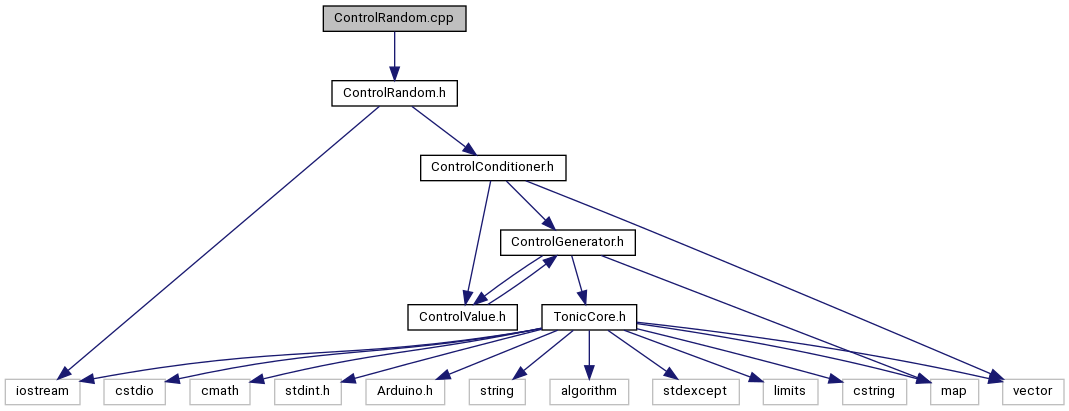 ControlRandom.cpp
ControlRandom.h
ControlConditioner.h
ControlGenerator.h
ControlValue.h
TonicCore.h
iostream
cstdio
cmath
stdint.h
Arduino.h
string
algorithm
stdexcept
limits
cstring
map
vector